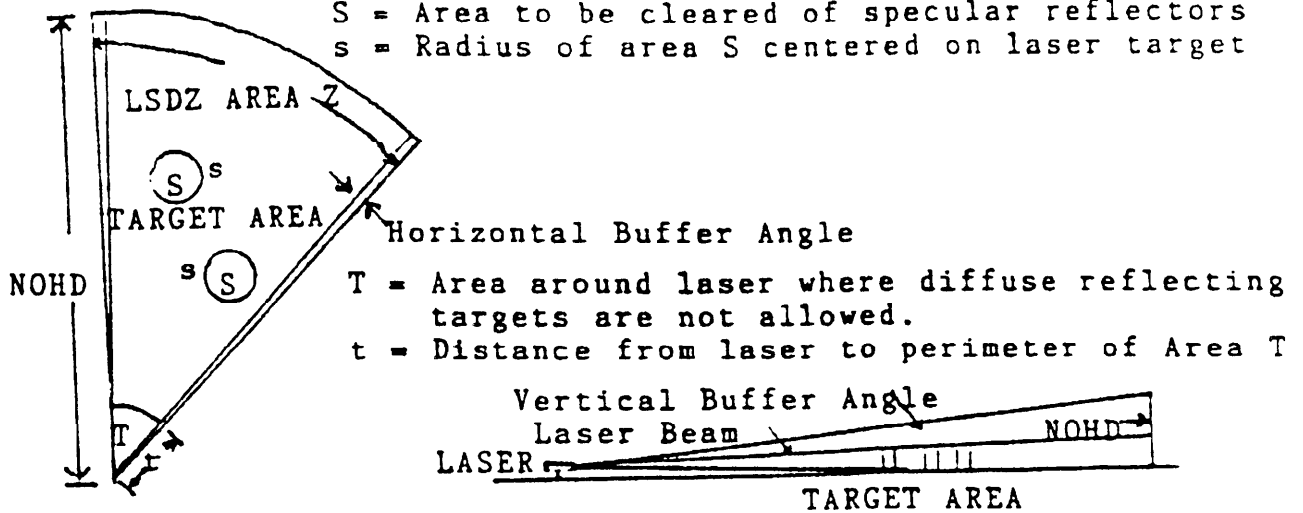 S = Area to be cleared of specular reflectors
s = Radius of area S centered on laser target
LSDZ AREA Z
S s
TARGET AREA
Horizontal Buffer Angle
s S
NOHD
T = Area around laser where diffuse reflecting
targets are not allowed.
t = Distance from laser to perimeter of Area T
Vertical Buffer Angle
T
Laser Beam
NOHD
t
LASER
TARGET AREA